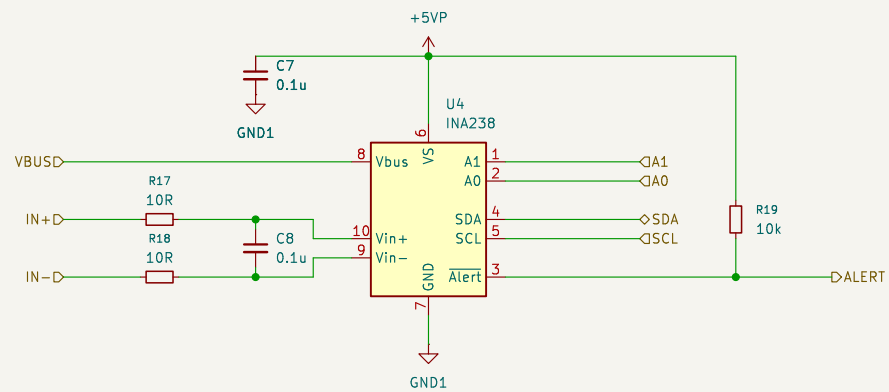 +5VP
C7
0.1u
GND1
U4
INA238
6
VS
VBUS
8
Vbus
A1
1
A1
A0
2
A0
R17
10R
IN+
10
Vin+
SDA
4
SDA
R19
10k
R18
10R
C8
0.1u
SCL
5
SCL
9
Vin-
IN-
GND
7
Alert
3
ALERT
GND1